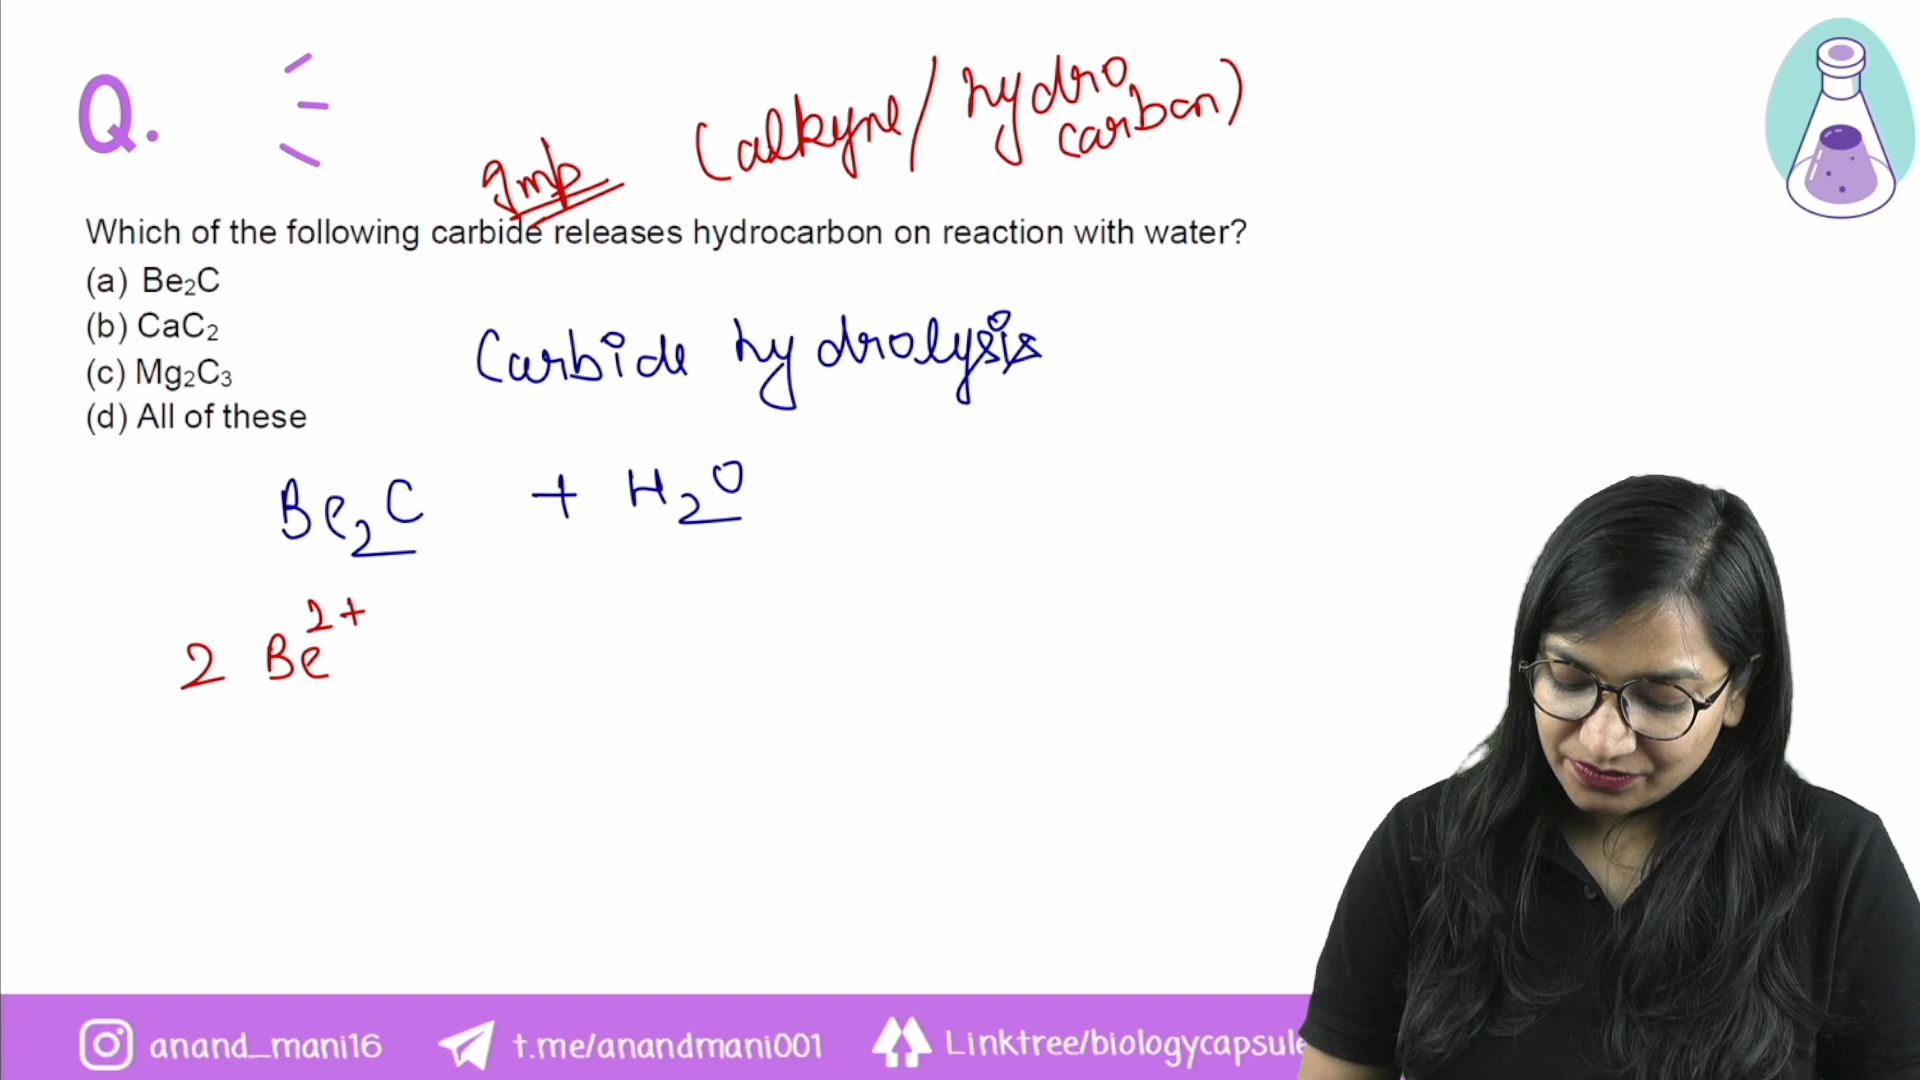 Q.
Imp (alkyne/hydro
carbon)
Which of the following carbide releases hydrocarbon on reaction with water?
(a) Be₂C
(b) CaC₂
(c) Mg₂C₃
(d) All of these
Carbide hydrolysis
Be₂C + H₂O
2 Be²⁺
anand_mani16 t.me/anandmani001 Linktree/biologycapsule